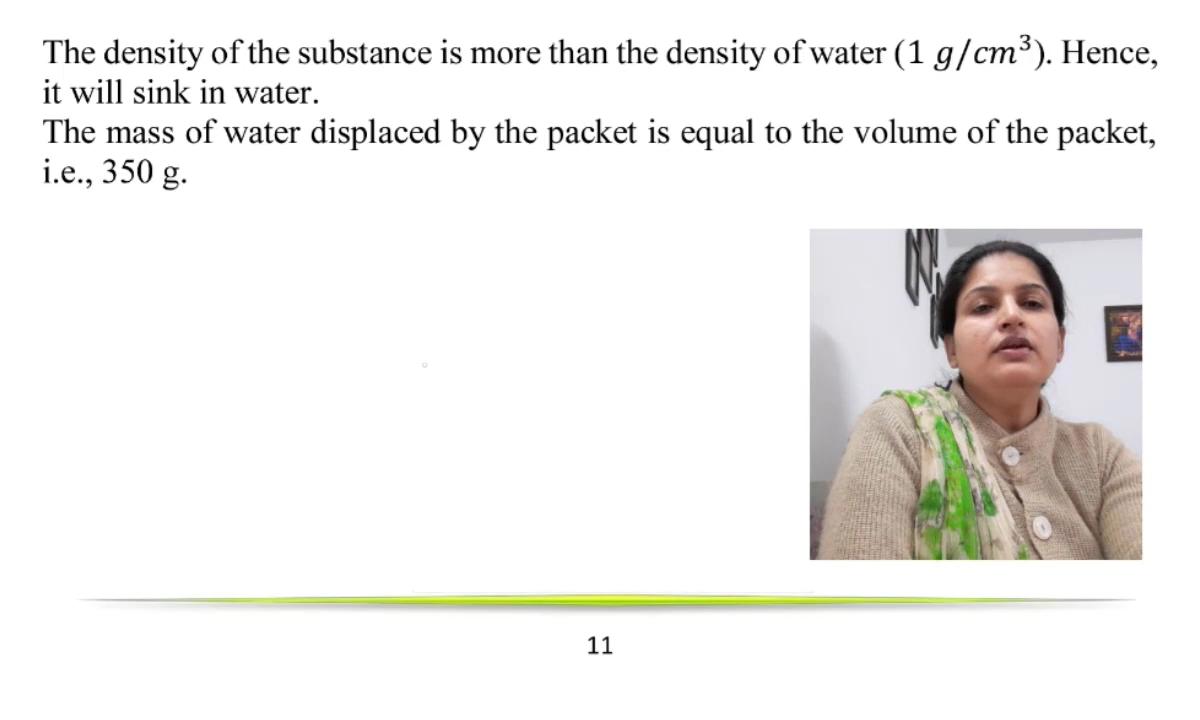 The density of the substance is more than the density of water (1 g/cm³). Hence,
it will sink in water.
The mass of water displaced by the packet is equal to the volume of the packet,
i.e., 350 g.
11